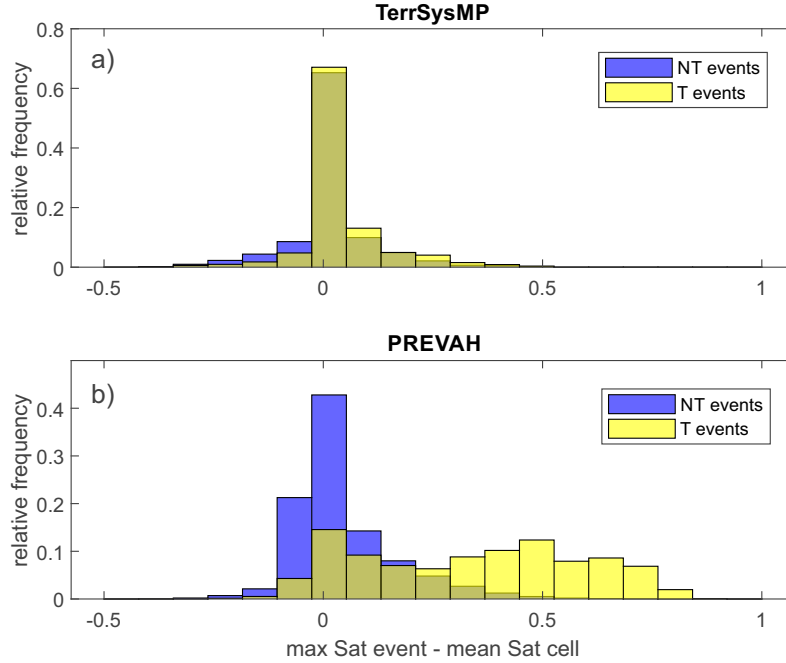 TerrSysMP
a)
NT events
T events
relative frequency
0.8
0.6
0.4
0.2
0
-0.5 0 0.5 1
PREVAH
b)
NT events
T events
relative frequency
0.4
0.3
0.2
0.1
0
-0.5 0 0.5 1
max Sat event - mean Sat cell